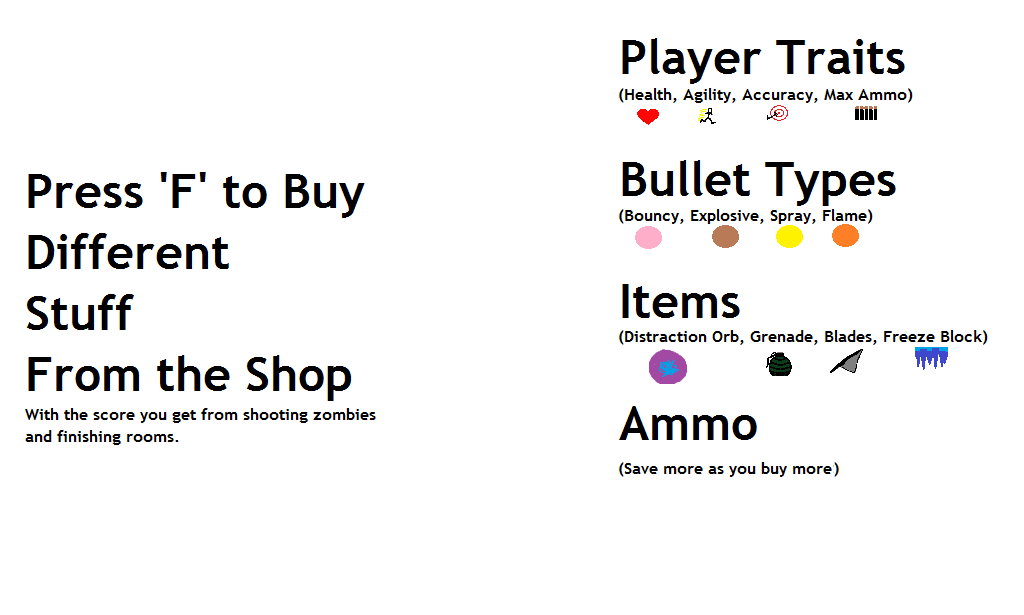 Press 'F' to Buy
Different
Stuff
From the Shop
With the score you get from shooting zombies
and finishing rooms.
Player Traits
(Health, Agility, Accuracy, Max Ammo)
Bullet Types
(Bouncy, Explosive, Spray, Flame)
Items
(Distraction Orb, Grenade, Blades, Freeze Block)
Ammo
(Save more as you buy more)